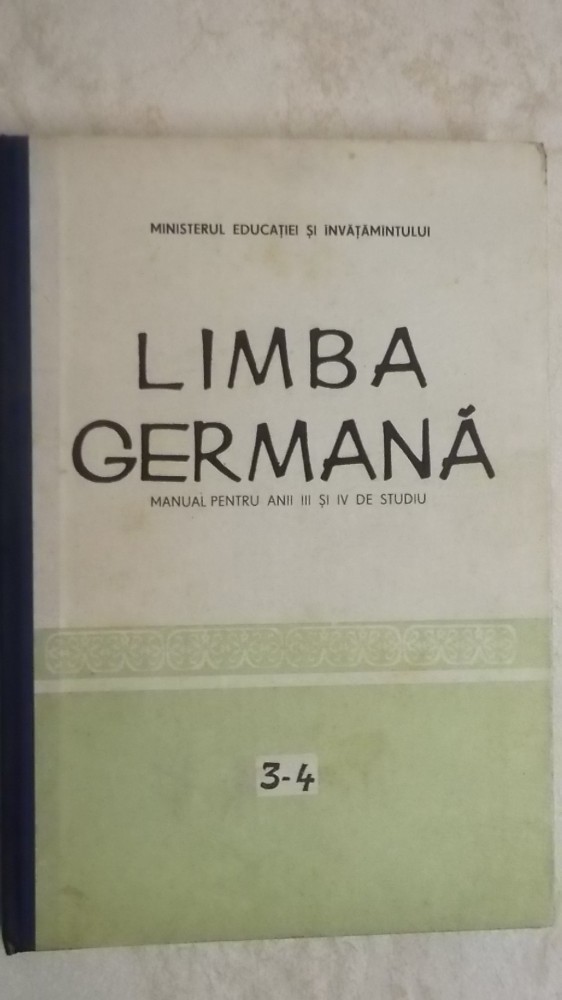 MINISTERUL EDUCAȚIEI ȘI ÎNVĂȚĂMÎNTULUI
LIMBA
GERMANĂ
MANUAL PENTRU ANII III ȘI IV DE STUDIU
3-4